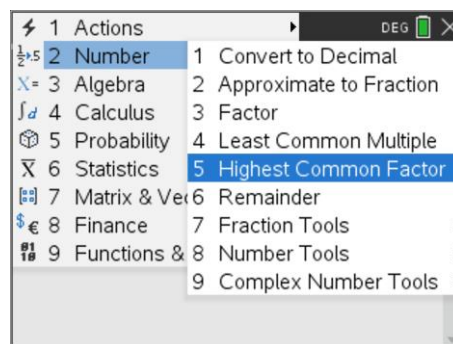 1 Actions
DEG
2 Number
3 Algebra
4 Calculus
5 Probability
6 Statistics
7 Matrix & Vec
8 Finance
9 Functions &
1 Convert to Decimal
2 Approximate to Fraction
3 Factor
4 Least Common Multiple
5 Highest Common Factor
6 Remainder
7 Fraction Tools
8 Number Tools
9 Complex Number Tools